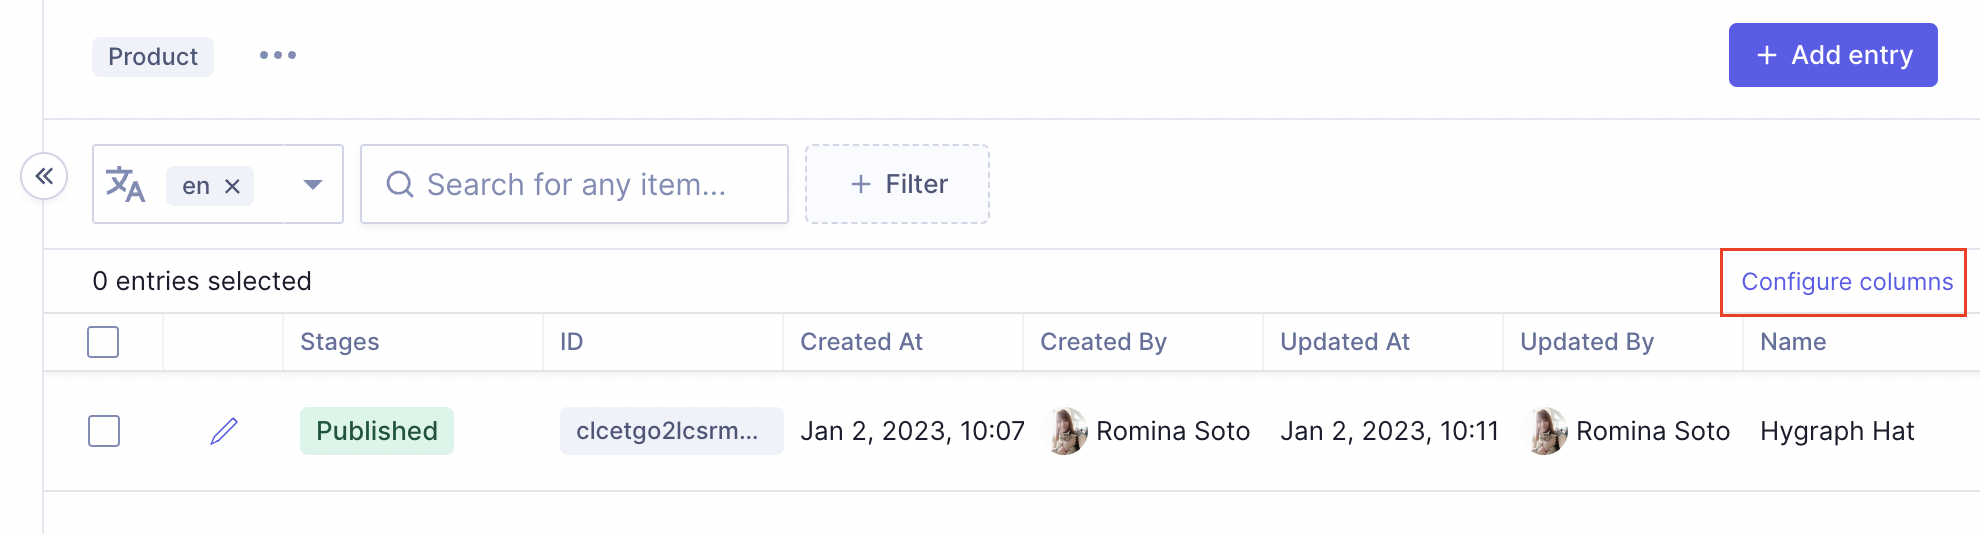 Product
+ Add entry
en
Search for any item...
+ Filter
0 entries selected
Configure columns
Stages ID Created At Created By Updated At Updated By Name
Published clcetgo2lcsrm... Jan 2, 2023, 10:07 Romina Soto Jan 2, 2023, 10:11 Romina Soto Hygraph Hat